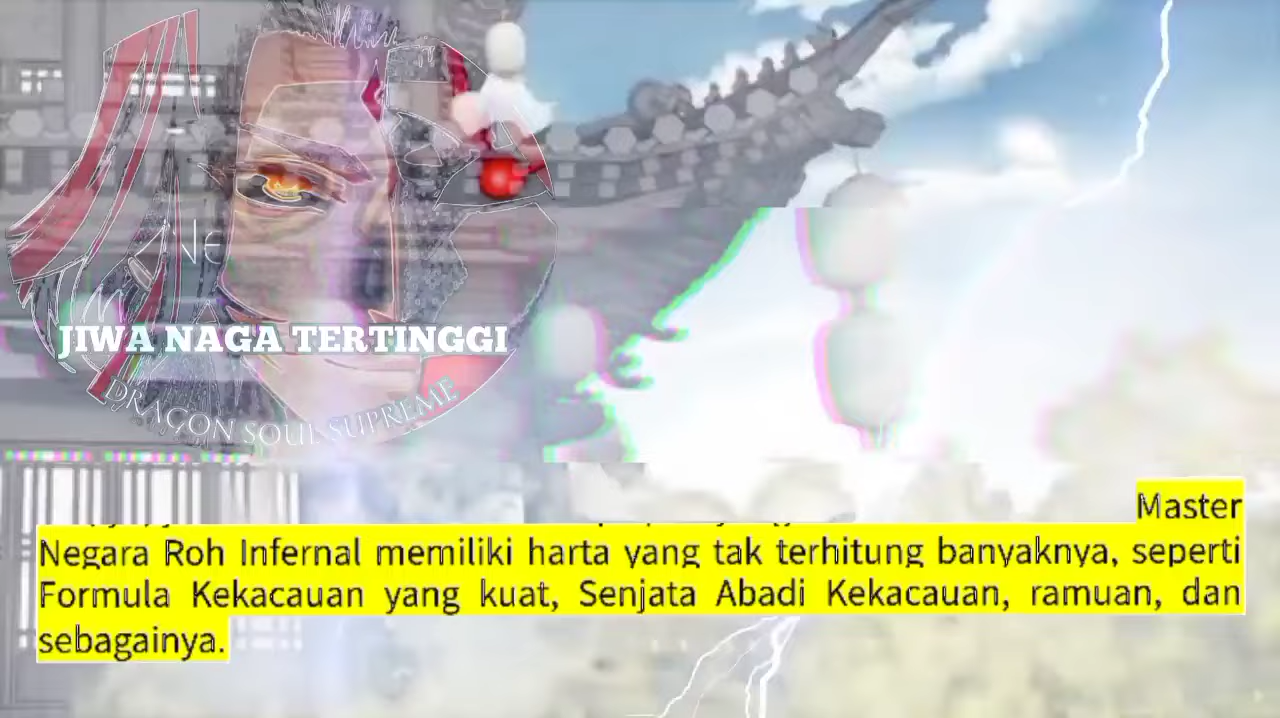 JIWA NAGA TERTINGGI
DRAGON SOUL SUPREME
Master
Negara Roh Infernal memiliki harta yang tak terhitung banyaknya, seperti
Formula Kekacauan yang kuat, Senjata Abadi Kekacauan, ramuan, dan
sebagainya.